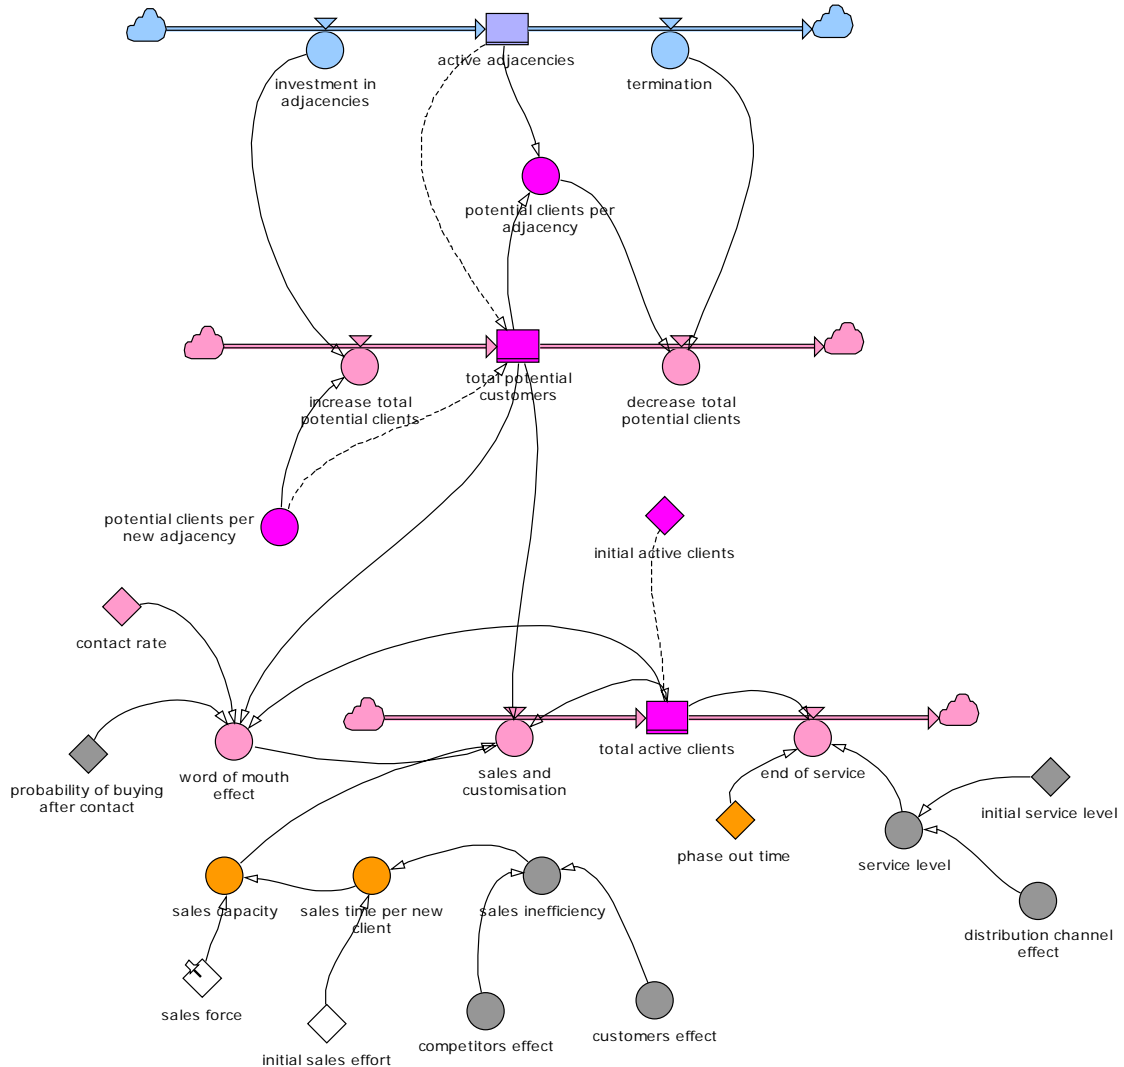 active adjacencies
investment in
adjacencies
termination
potential clients per
adjacency
total potential
customers
increase total
potential clients
decrease total
potential clients
potential clients per
new adjacency
initial active clients
contact rate
total active clients
word of mouth
effect
sales and
customisation
end of service
probability of buying
after contact
initial service level
phase out time
service level
sales capacity
sales time per new
client
sales inefficiency
distribution channel
effect
sales force
customers effect
competitors effect
initial sales effort